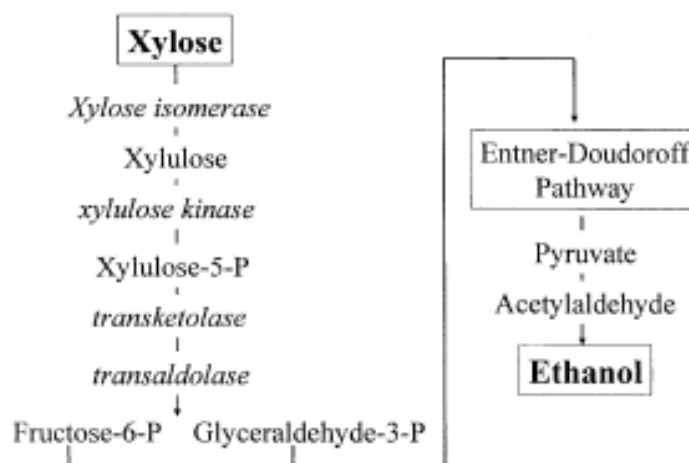 Xylose
Xylose isomerase
Xylulose
xylulose kinase
Xylulose-5-P
transketolase
transaldolase
Fructose-6-P Glyceraldehyde-3-P
Entner-Doudoroff
Pathway
Pyruvate
Acetylaldehyde
Ethanol